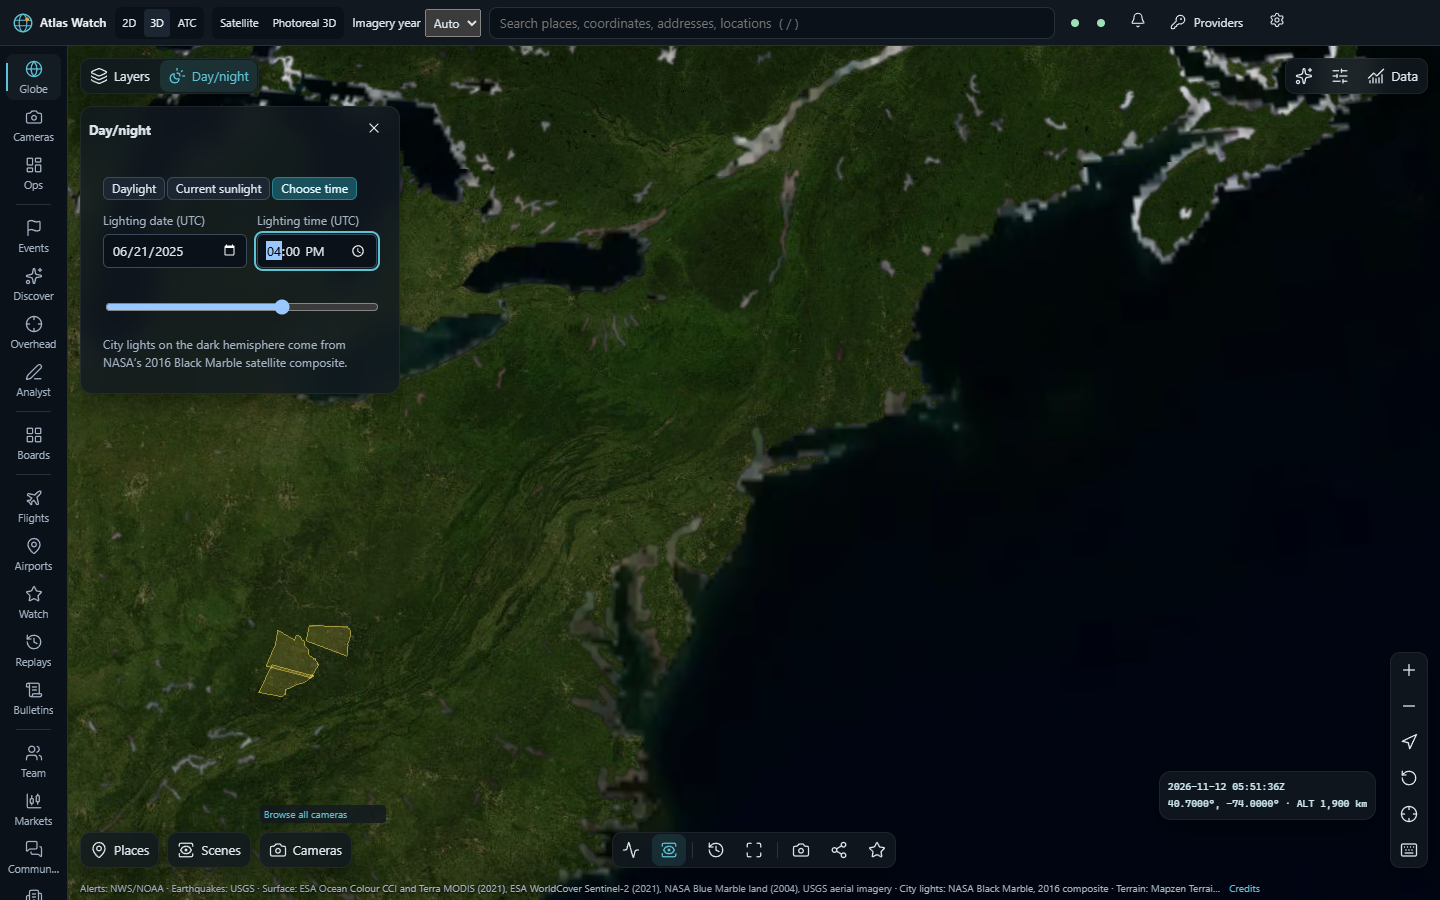 Atlas Watch
2D 3D ATC
Satellite Photoreal 3D
Imagery year Auto
Search places, coordinates, addresses, locations ( / )
Providers
Globe
Cameras
Ops
Events
Discover
Overhead
Analyst
Boards
Flights
Airports
Watch
Replays
Bulletins
Team
Markets
Commun...
Layers Day/night
Data
Day/night
Daylight Current sunlight Choose time
Lighting date (UTC) Lighting time (UTC)
06/21/2025 04:00 PM
City lights on the dark hemisphere come from
NASA's 2016 Black Marble satellite composite.
2026-11-12 05:51:36Z
40.7000°, -74.0000° · ALT 1,900 km
Browse all cameras
Places Scenes Cameras
Alerts: NWS/NOAA · Earthquakes: USGS · Surface: ESA Ocean Colour CCI and Terra MODIS (2021), ESA WorldCover Sentinel-2 (2021), NASA Blue Marble land (2004), USGS aerial imagery · City lights: NASA Black Marble, 2016 composite · Terrain: Mapzen Terrai... Credits